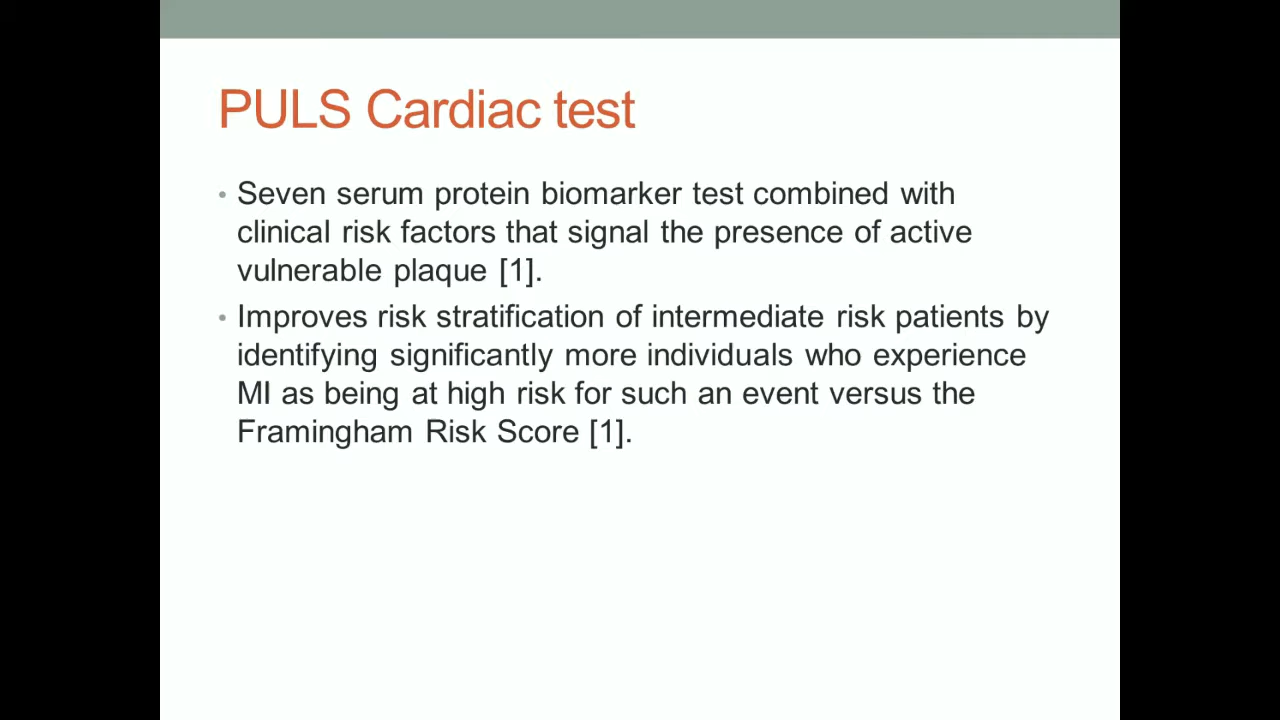 PULS Cardiac test
• Seven serum protein biomarker test combined with
clinical risk factors that signal the presence of active
vulnerable plaque [1].
• Improves risk stratification of intermediate risk patients by
identifying significantly more individuals who experience
MI as being at high risk for such an event versus the
Framingham Risk Score [1].